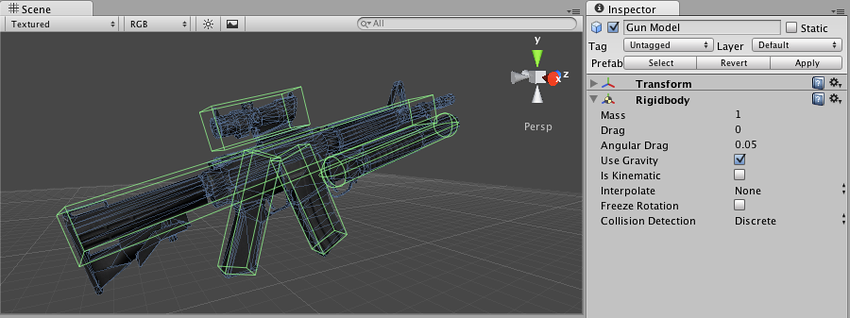 Scene
Textured
RGB
All
y
z
x
Persp
Inspector
Gun Model
Static
Tag
Untagged
Layer
Default
Prefab
Select
Revert
Apply
Transform
Rigidbody
Mass 1
Drag 0
Angular Drag 0.05
Use Gravity
Is Kinematic
Interpolate None
Freeze Rotation
Collision Detection Discrete